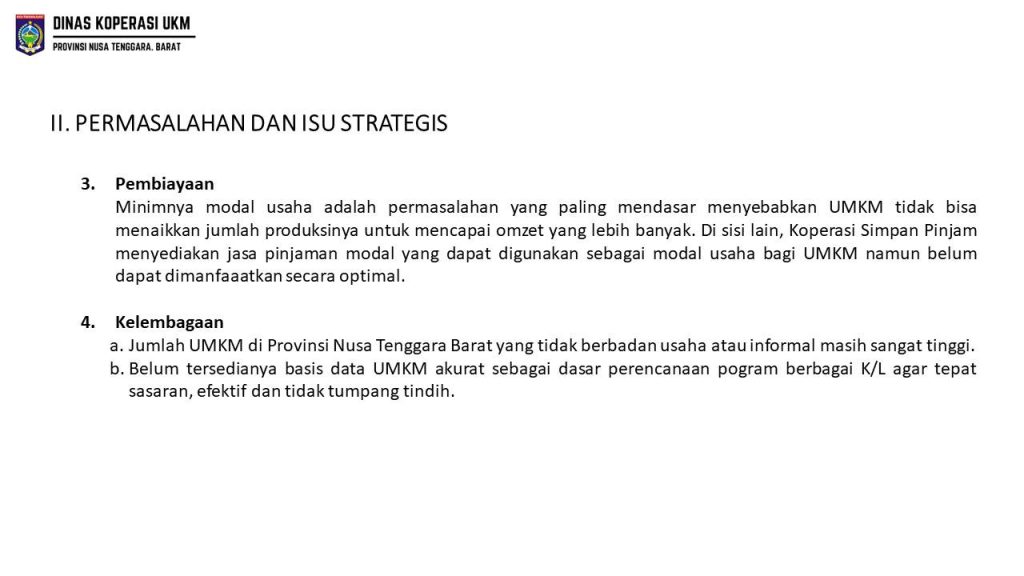 DINAS KOPERASI UKM
PROVINSI NUSA TENGGARA. BARAT
II. PERMASALAHAN DAN ISU STRATEGIS
3. Pembiayaan
Minimnya modal usaha adalah permasalahan yang paling mendasar menyebabkan UMKM tidak bisa
menaikkan jumlah produksinya untuk mencapai omzet yang lebih banyak. Di sisi lain, Koperasi Simpan Pinjam
menyediakan jasa pinjaman modal yang dapat digunakan sebagai modal usaha bagi UMKM namun belum
dapat dimanfaaatkan secara optimal.
4. Kelembagaan
a. Jumlah UMKM di Provinsi Nusa Tenggara Barat yang tidak berbadan usaha atau informal masih sangat tinggi.
b. Belum tersedianya basis data UMKM akurat sebagai dasar perencanaan pogram berbagai K/L agar tepat
sasaran, efektif dan tidak tumpang tindih.